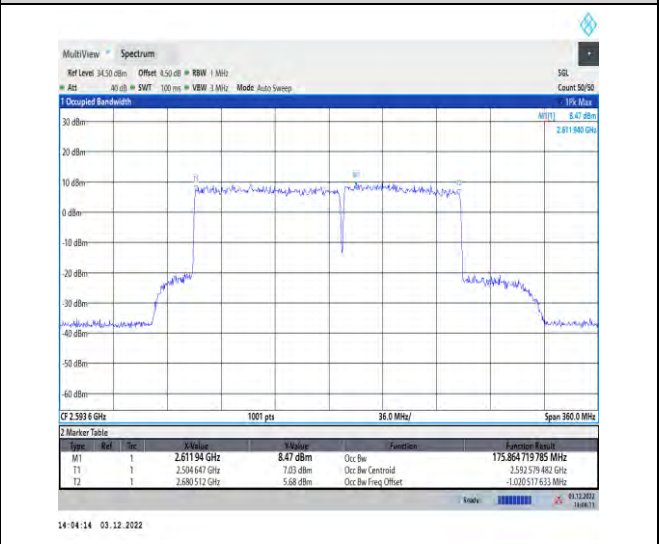 MultiView Spectrum
Ref Level 34.50 dBm Offset 4.50 dB RBW 1 MHz SGL
Att 40 dB SWT 100 ms VBW 3 MHz Mode Auto Sweep Count 50/50
1 Occupied Bandwidth 1Pk Max
M1[1] 8.47 dBm
2.611 940 GHz
30 dBm
20 dBm
T1 M1 T2
10 dBm
0 dBm
-10 dBm
-20 dBm
-30 dBm
-40 dBm
-50 dBm
-60 dBm
CF 2.593 6 GHz 1001 pts 36.0 MHz/ Span 360.0 MHz
2 Marker Table
Type Ref Trc X-Value Y-Value Function Function Result
M1 1 2.611 94 GHz 8.47 dBm Occ Bw 175.864 719 785 MHz
T1 1 2.504 647 GHz 7.03 dBm Occ Bw Centroid 2.592 579 482 GHz
T2 1 2.680 512 GHz 5.68 dBm Occ Bw Freq Offset -1.020 517 633 MHz
Ready 03.12.2022
14:04:14 03.12.2022